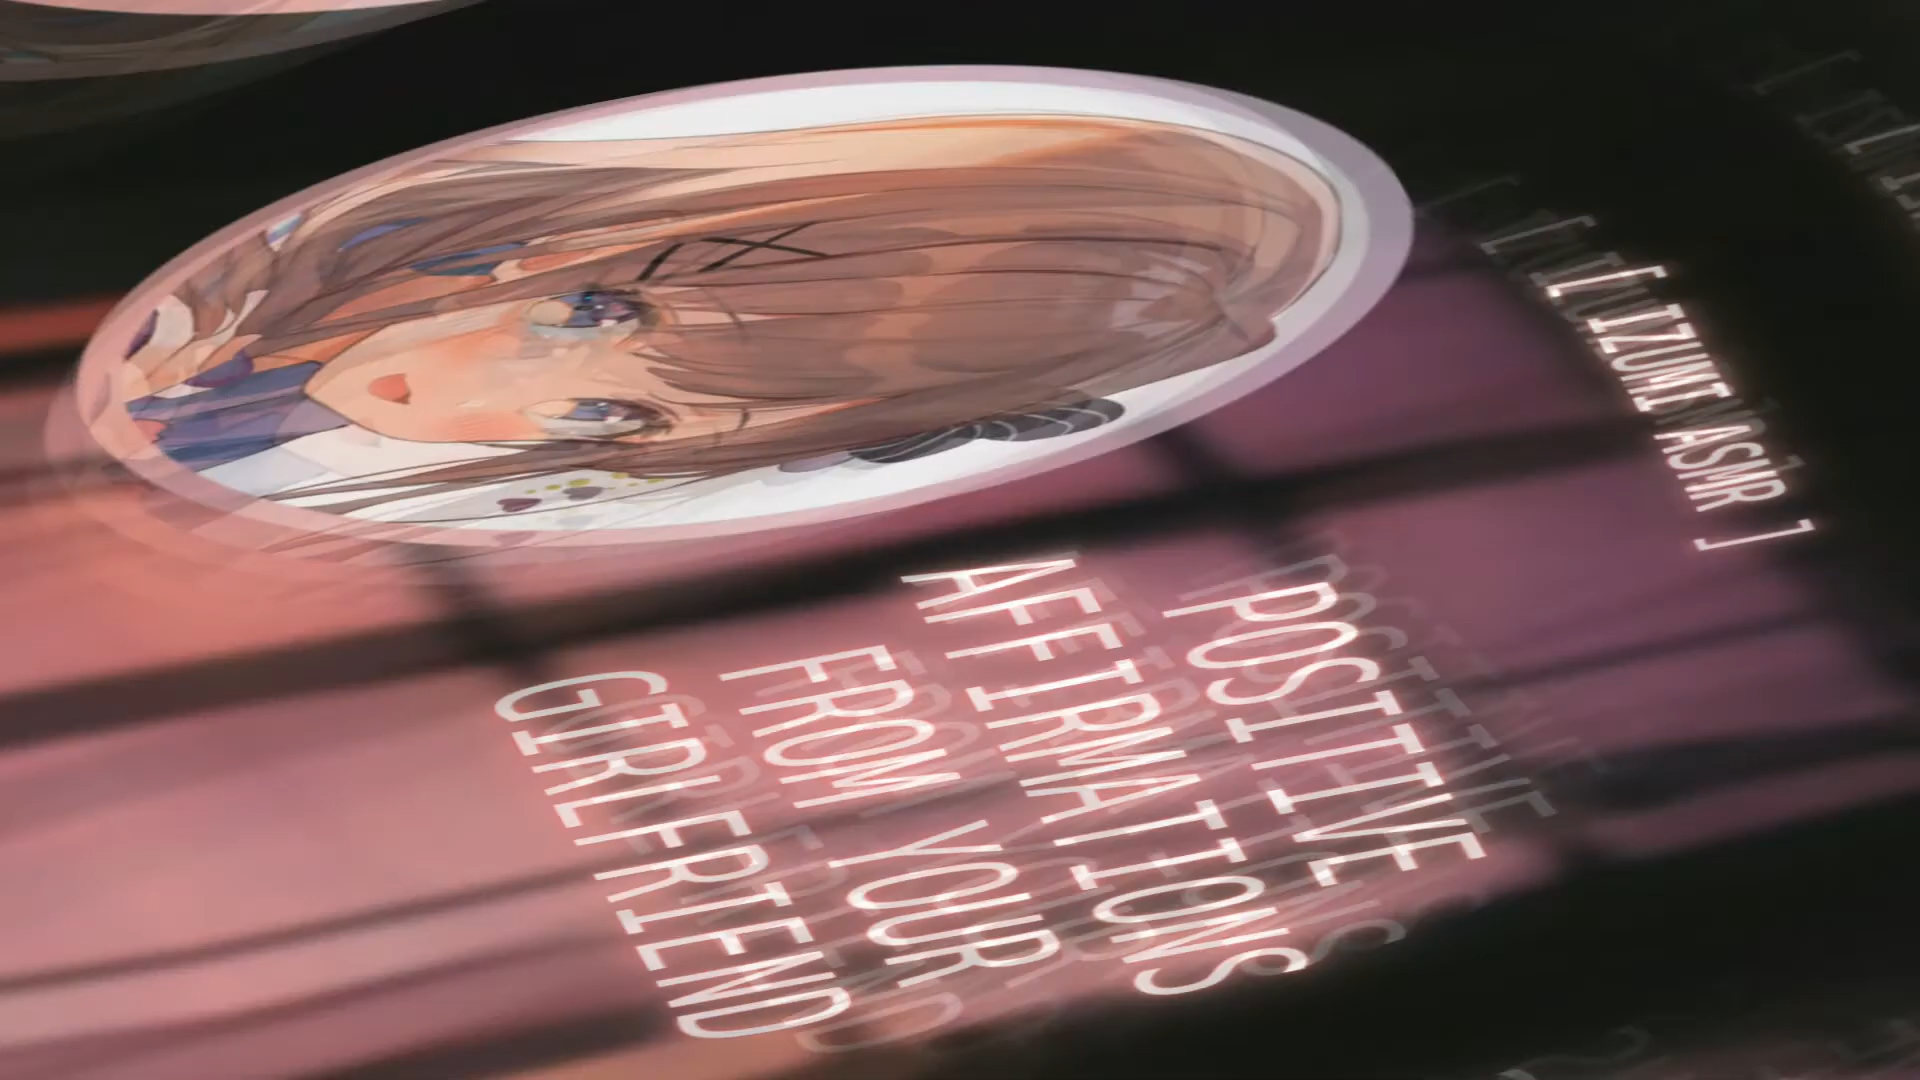 [ IZUMI ASMR ]
POSITIVE
AFFIRMATIONS
FROM YOUR
GIRLFRIEND